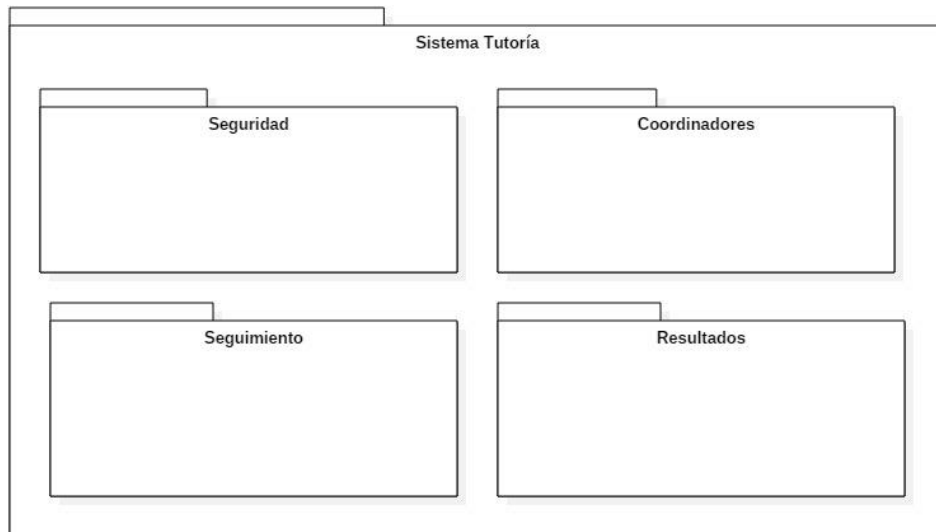 Sistema Tutoría
Seguridad
Coordinadores
Seguimiento
Resultados